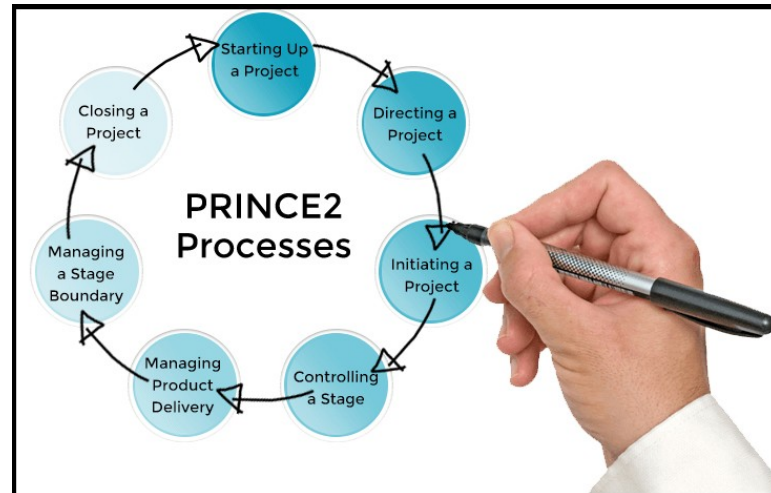 Starting Up
a Project
Directing a
Project
Initiating a
Project
Controlling
a Stage
Managing
Product
Delivery
Managing
a Stage
Boundary
Closing a
Project
PRINCE2
Processes